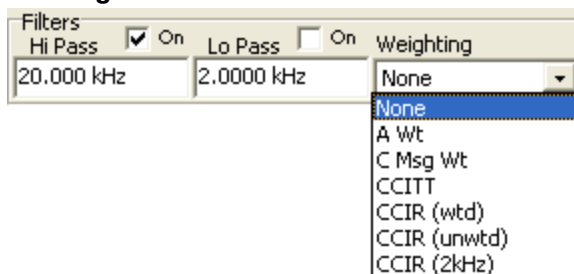 Filters
Hi Pass On Lo Pass On Weighting
20.000 kHz 2.0000 kHz None
None
A Wt
C Msg Wt
CCITT
CCIR (wtd)
CCIR (unwtd)
CCIR (2kHz)